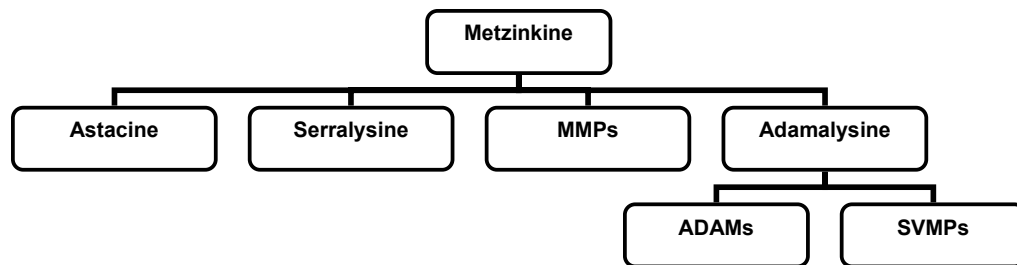 Metzinkine
Astacine
Serralysine
MMPs
Adamalysine
ADAMs
SVMPs